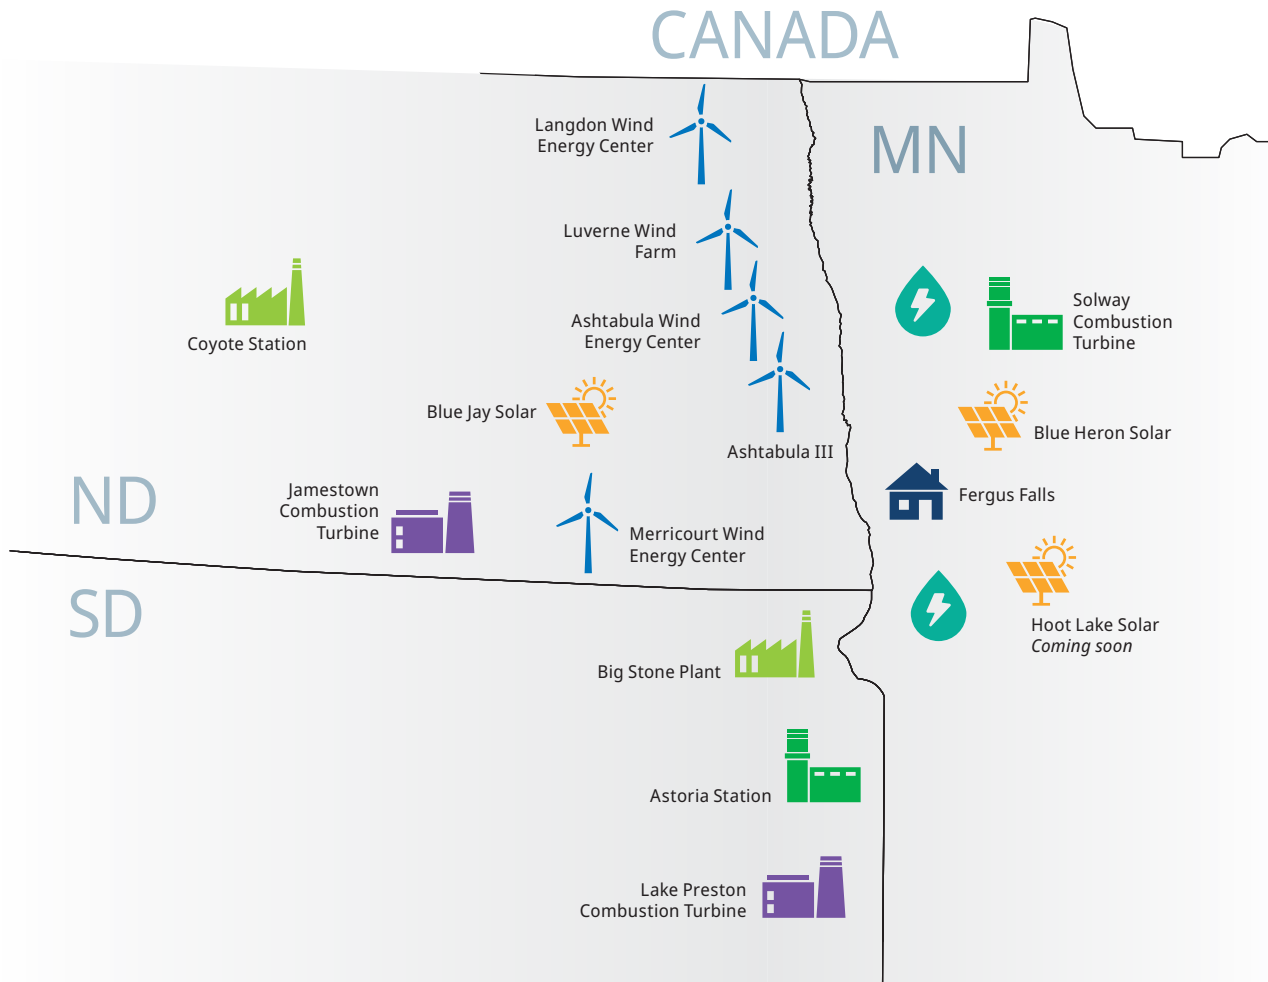 CANADA
MN
Langdon Wind
Energy Center
Luverne Wind
Farm
Ashtabula Wind
Energy Center
Ashtabula III
Coyote Station
Solway
Combustion
Turbine
Blue Jay Solar
Blue Heron Solar
ND
Jamestown
Combustion
Turbine
Merricourt Wind
Energy Center
Fergus Falls
SD
Hoot Lake Solar
Coming soon
Big Stone Plant
Astoria Station
Lake Preston
Combustion Turbine